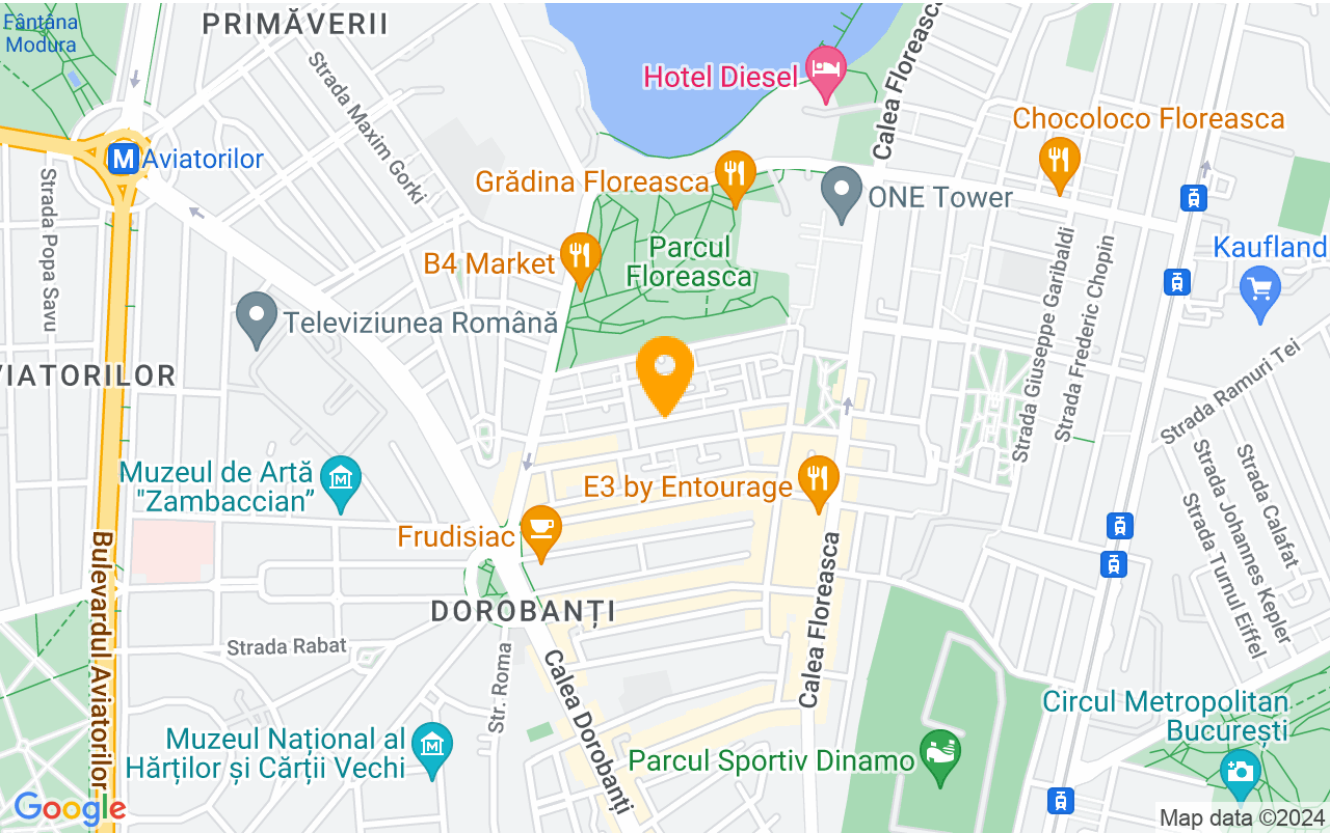 Fântâna
Modura
PRIMĂVERII
Strada Maxim Gorki
Hotel Diesel
Calea Floreasca
Chocoloco Floreasca
M Aviatorilor
Strada Popa Savu
Grădina Floreasca
ONE Tower
Parcul
Floreasca
B4 Market
Kaufland
Strada Giuseppe Garibaldi
Strada Frederic Chopin
Televiziunea Română
VIATORILOR
Strada Ramuri Tei
Muzeul de Artă
"Zambaccian”
E3 by Entourage
Strada Calafat
Strada Johannes Kepler
Strada Turnul Eiffel
Frudisiac
Bulevardul Aviatorilor
Calea Floreasca
DOROBANȚI
Strada Rabat
Str. Roma
Calea Dorobanți
Circul Metropolitan
București
Muzeul Național al
Hărților și Cărții Vechi
Parcul Sportiv Dinamo
Google
Map data ©2024